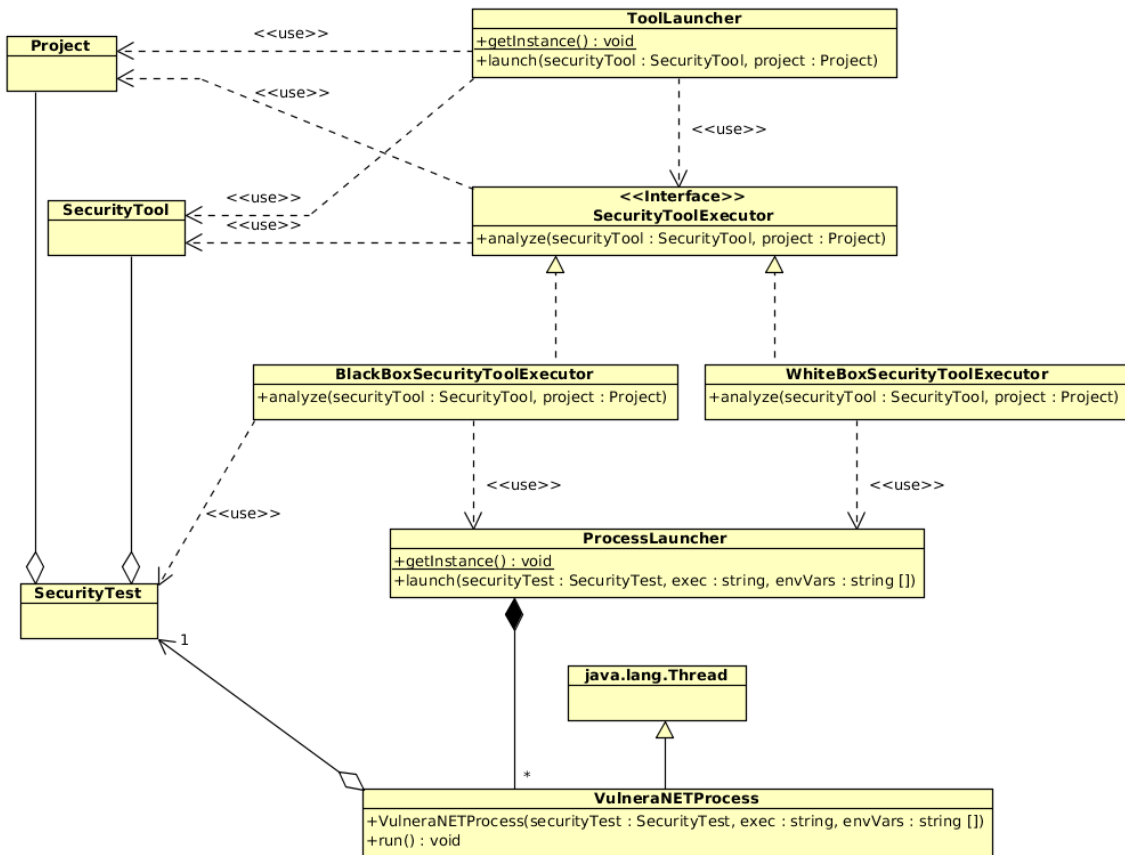 ToolLauncher
+getInstance() : void
+launch(securityTool : SecurityTool, project : Project)
Project
<<use>>
<<use>>
<<use>>
<<Interface>>
SecurityToolExecutor
+analyze(securityTool : SecurityTool, project : Project)
SecurityTool
<<use>>
<<use>>
BlackBoxSecurityToolExecutor
+analyze(securityTool : SecurityTool, project : Project)
WhiteBoxSecurityToolExecutor
+analyze(securityTool : SecurityTool, project : Project)
<<use>>
<<use>>
<<use>>
ProcessLauncher
+getInstance() : void
+launch(securityTest : SecurityTest, exec : string, envVars : string [])
SecurityTest
1
java.lang.Thread
*
VulneraNETProcess
+VulneraNETProcess(securityTest : SecurityTest, exec : string, envVars : string [])
+run() : void